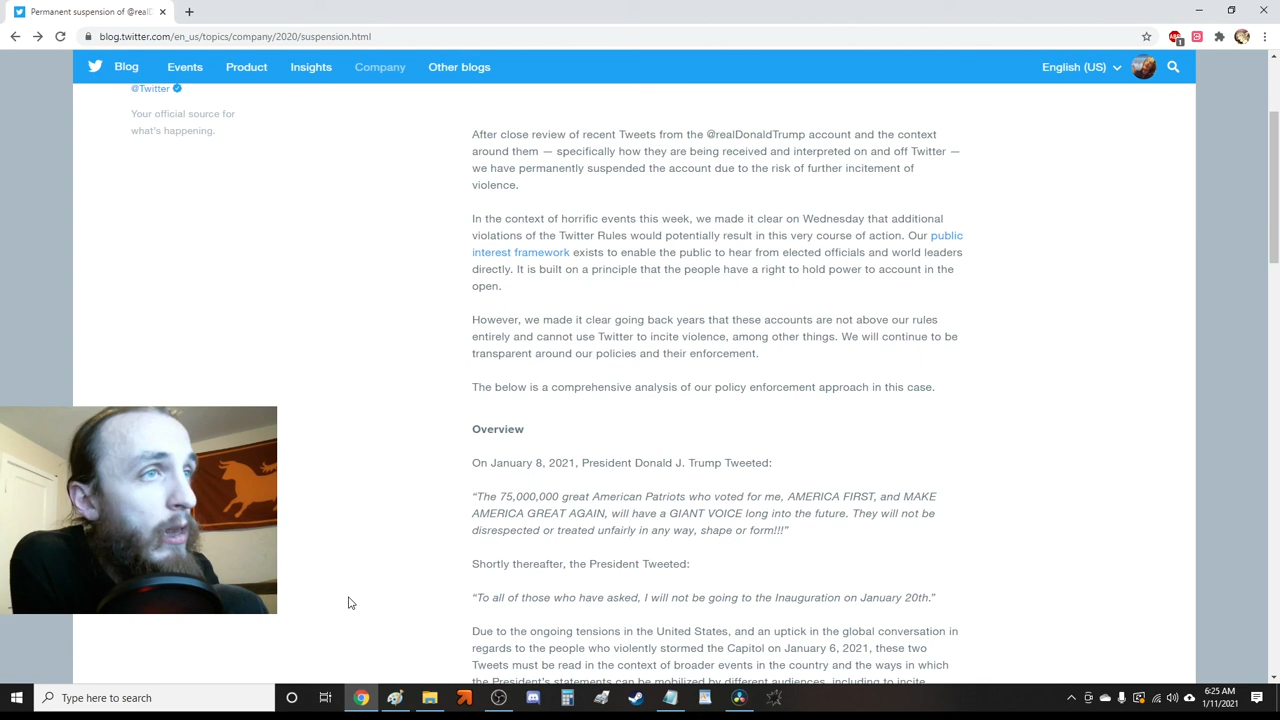 Permanent suspension of @realD
blog.twitter.com/en_us/topics/company/2020/suspension.html
1
Blog Events Product Insights Company Other blogs English (US)
@Twitter
Your official source for
what's happening.
After close review of recent Tweets from the @realDonaldTrump account and the context
around them — specifically how they are being received and interpreted on and off Twitter —
we have permanently suspended the account due to the risk of further incitement of
violence.
In the context of horrific events this week, we made it clear on Wednesday that additional
violations of the Twitter Rules would potentially result in this very course of action. Our public
interest framework exists to enable the public to hear from elected officials and world leaders
directly. It is built on a principle that the people have a right to hold power to account in the
open.
However, we made it clear going back years that these accounts are not above our rules
entirely and cannot use Twitter to incite violence, among other things. We will continue to be
transparent around our policies and their enforcement.
The below is a comprehensive analysis of our policy enforcement approach in this case.
Overview
On January 8, 2021, President Donald J. Trump Tweeted:
“The 75,000,000 great American Patriots who voted for me, AMERICA FIRST, and MAKE
AMERICA GREAT AGAIN, will have a GIANT VOICE long into the future. They will not be
disrespected or treated unfairly in any way, shape or form!!!”
Shortly thereafter, the President Tweeted:
“To all of those who have asked, I will not be going to the Inauguration on January 20th.”
Due to the ongoing tensions in the United States, and an uptick in the global conversation in
regards to the people who violently stormed the Capitol on January 6, 2021, these two
Tweets must be read in the context of broader events in the country and the ways in which
the President's statements can be mobilized by different audiences, including to incite
Type here to search
6:25 AM
1/11/2021